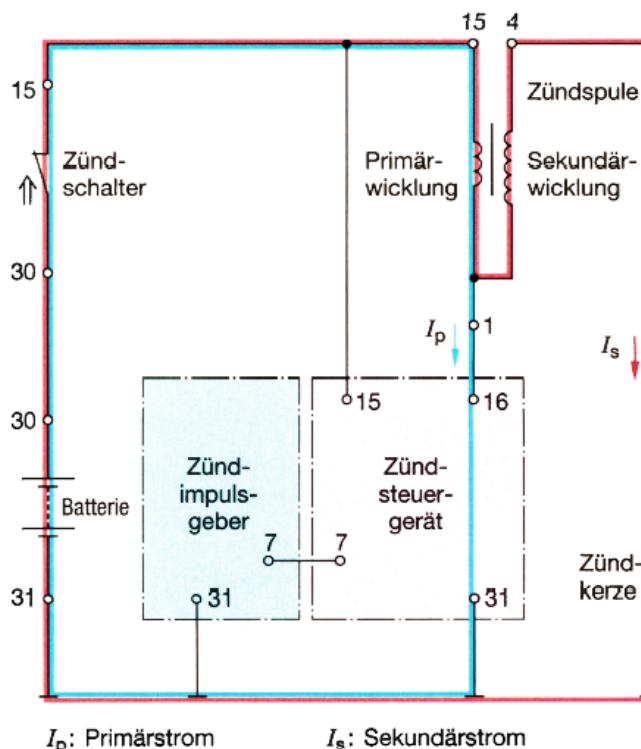 15 4
15
Zündspule
Zünd-
schalter
Primär-
wicklung
Sekundär-
wicklung
30
1
Ip
Is
30
15
16
Zünd-
impuls-
geber
Zünd-
steuer-
gerät
Batterie
7 7
31
31
31
Zünd-
kerze
Ip: Primärstrom
Is: Sekundärstrom